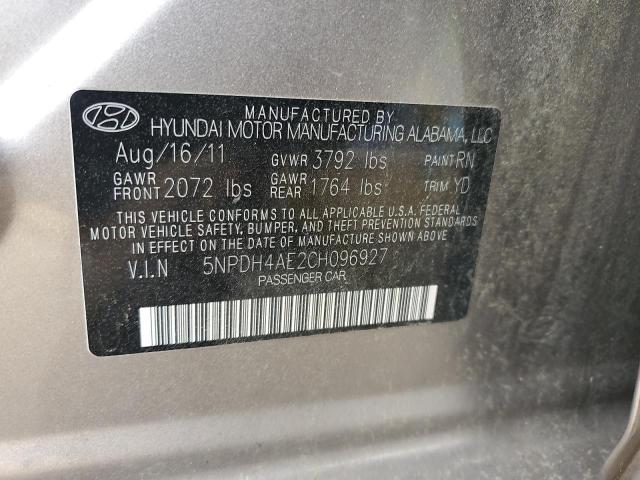 MANUFACTURED BY
HYUNDAI MOTOR MANUFACTURING ALABAMA, LLC
Aug/16/11 GVWR 3792 lbs PAINT RN
GAWR FRONT 2072 lbs GAWR REAR 1764 lbs TRIM YD
THIS VEHICLE CONFORMS TO ALL APPLICABLE U.S.A. FEDERAL
MOTOR VEHICLE SAFETY, BUMPER, AND THEFT PREVENTION STANDARDS
IN EFFECT ON THE DATE OF MANUFACTURE SHOWN ABOVE.
V.I.N 5NPDH4AE2CH096927
PASSENGER CAR